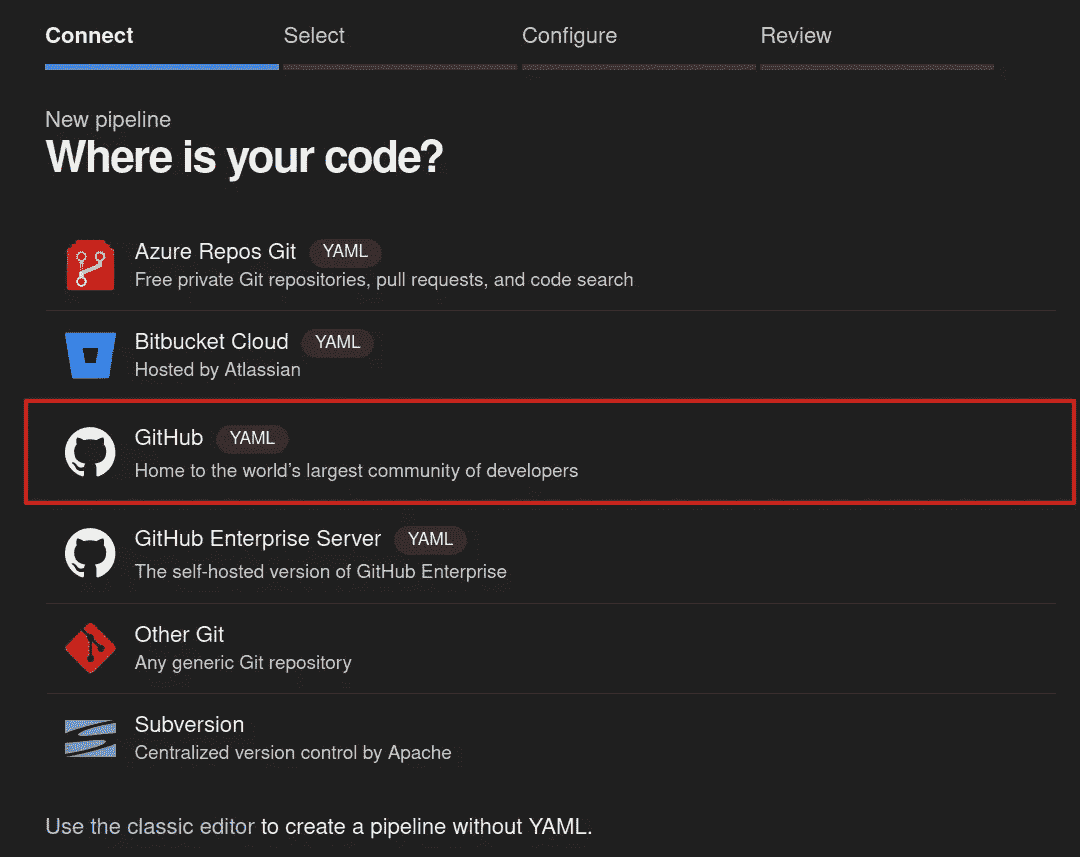 Connect
Select
Configure
Review
New pipeline
Where is your code?
Azure Repos Git YAML
Free private Git repositories, pull requests, and code search
Bitbucket Cloud YAML
Hosted by Atlassian
GitHub YAML
Home to the world’s largest community of developers
GitHub Enterprise Server YAML
The self-hosted version of GitHub Enterprise
Other Git
Any generic Git repository
Subversion
Centralized version control by Apache
Use the classic editor to create a pipeline without YAML.